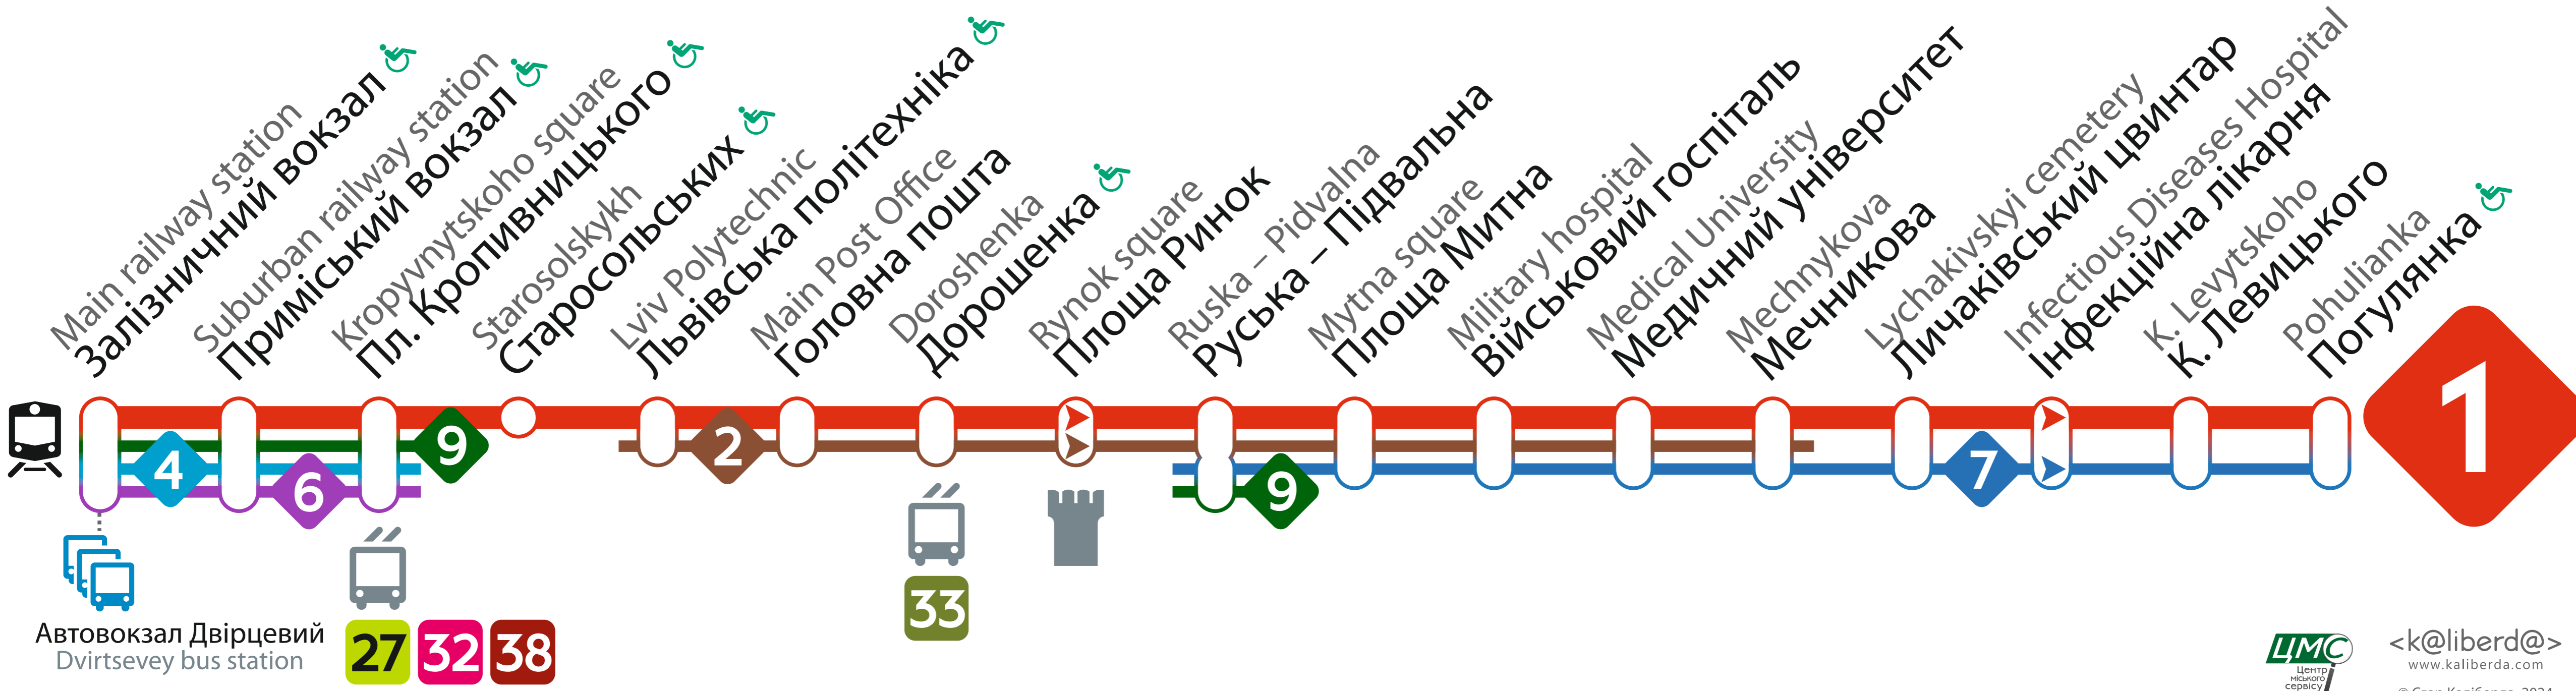 Main railway station
Залізничний вокзал
Suburban railway station
Приміський вокзал
Kropyvnytskoho square
Пл. Кропивницького
Starosolskykh
Старосольських
Lviv Polytechnic
Львівська політехніка
Main Post Office
Головна пошта
Doroshenka
Дорошенка
Rynok square
Площа Ринок
Ruska – Pidvalna
Руська – Підвальна
Mytna square
Площа Митна
Military hospital
Військовий госпіталь
Medical University
Медичний університет
Mechnykova
Мечникова
Lychakivskyi cemetery
Личаківський цвинтар
Infectious Diseases Hospital
Інфекційна лікарня
K. Levytskoho
К. Левицького
Pohulianka
Погулянка
1
9
4
6
2
9
7
33
Автовокзал Двірцевий
Dvirtsevey bus station
27 32 38
ЦМС
Центр
міського
сервісу
<k@liberd@>
www.kaliberda.com